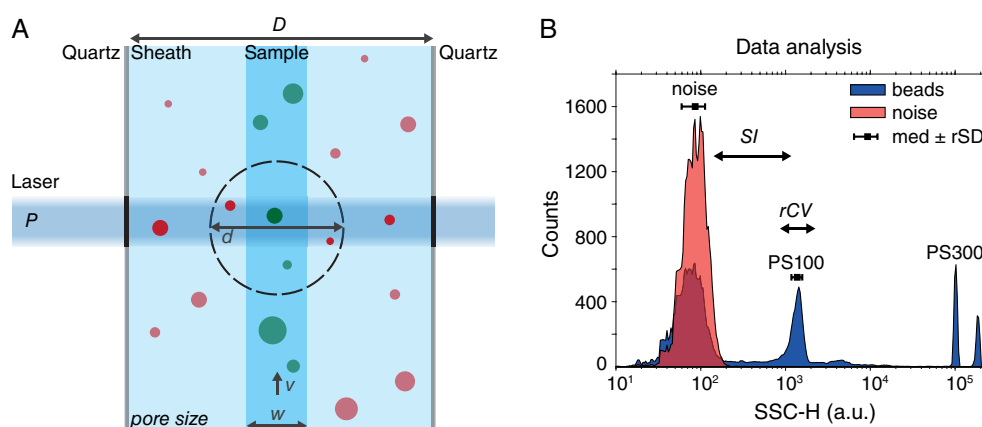 A
D
Quartz
Sheath
Sample
Quartz
Laser
P
d
v
w
pore size
B
Data analysis
noise
beads
noise
med ± rSD
SI
rCV
PS100
PS300
Counts
1600
1200
800
400
0
10¹
10²
10³
10⁴
10⁵
SSC-H (a.u.)